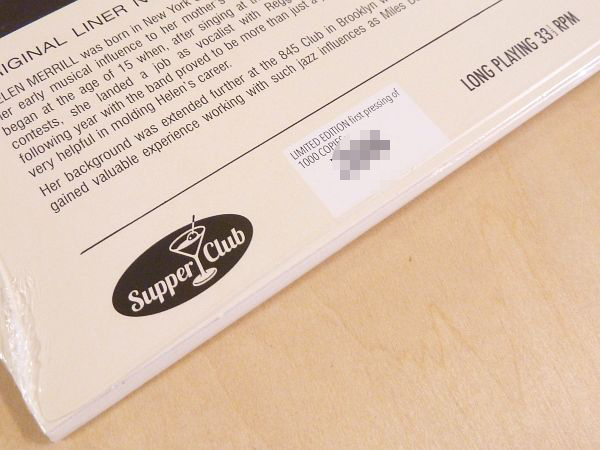 RIGINAL LINER N
ELEN MERRILL was born in New York
er early musical influence to her mother's
began at the age of 15 when, after singing at
contests, she landed a job as vocalist with Regg
following year with the band proved to be more than just a
very helpful in molding Helen's career.
Her background was extended further at the 845 Club in Brooklyn w
gained valuable experience working with such jazz influences as Miles D
LIMITED EDITION first pressing of
1000 COPIES
LONG PLAYING 33⅓ RPM
Supper Club